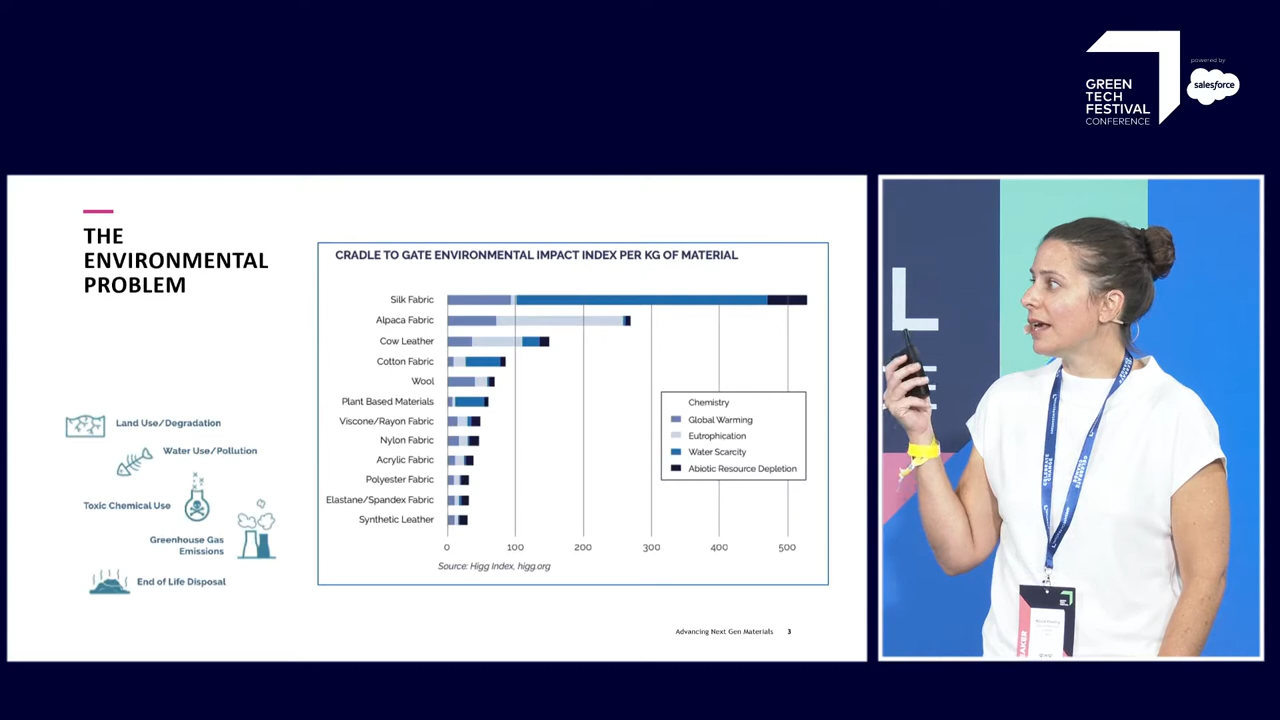 GREEN
TECH
FESTIVAL
CONFERENCE
powered by
salesforce
THE
ENVIRONMENTAL
PROBLEM
Land Use/Degradation
Water Use/Pollution
Toxic Chemical Use
Greenhouse Gas
Emissions
End of Life Disposal
CRADLE TO GATE ENVIRONMENTAL IMPACT INDEX PER KG OF MATERIAL
Silk Fabric
Alpaca Fabric
Cow Leather
Cotton Fabric
Wool
Plant Based Materials
Viscone/Rayon Fabric
Nylon Fabric
Acrylic Fabric
Polyester Fabric
Elastane/Spandex Fabric
Synthetic Leather
0 100 200 300 400 500
Chemistry
Global Warming
Eutrophication
Water Scarcity
Abiotic Resource Depletion
Source: Higg Index, higg.org
Advancing Next Gen Materials 3
L